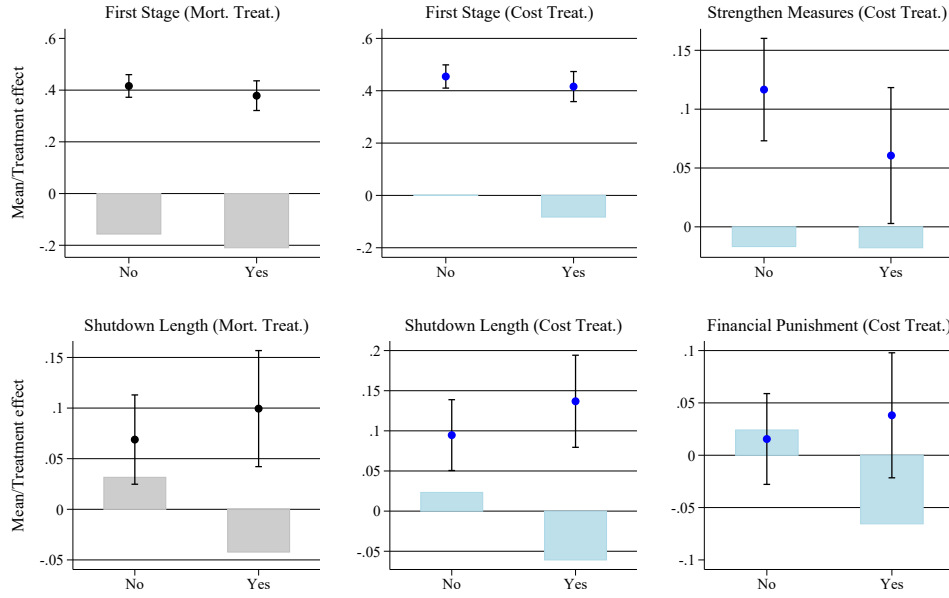 First Stage (Mort. Treat.)
Mean/Treatment effect
.6
.4
.2
0
-.2
No
Yes
First Stage (Cost Treat.)
.6
.4
.2
0
-.2
No
Yes
Strengthen Measures (Cost Treat.)
.15
.1
.05
0
No
Yes
Shutdown Length (Mort. Treat.)
Mean/Treatment effect
.15
.1
.05
0
-.05
No
Yes
Shutdown Length (Cost Treat.)
.2
.15
.1
.05
0
-.05
No
Yes
Financial Punishment (Cost Treat.)
.1
.05
0
-.05
-.1
No
Yes